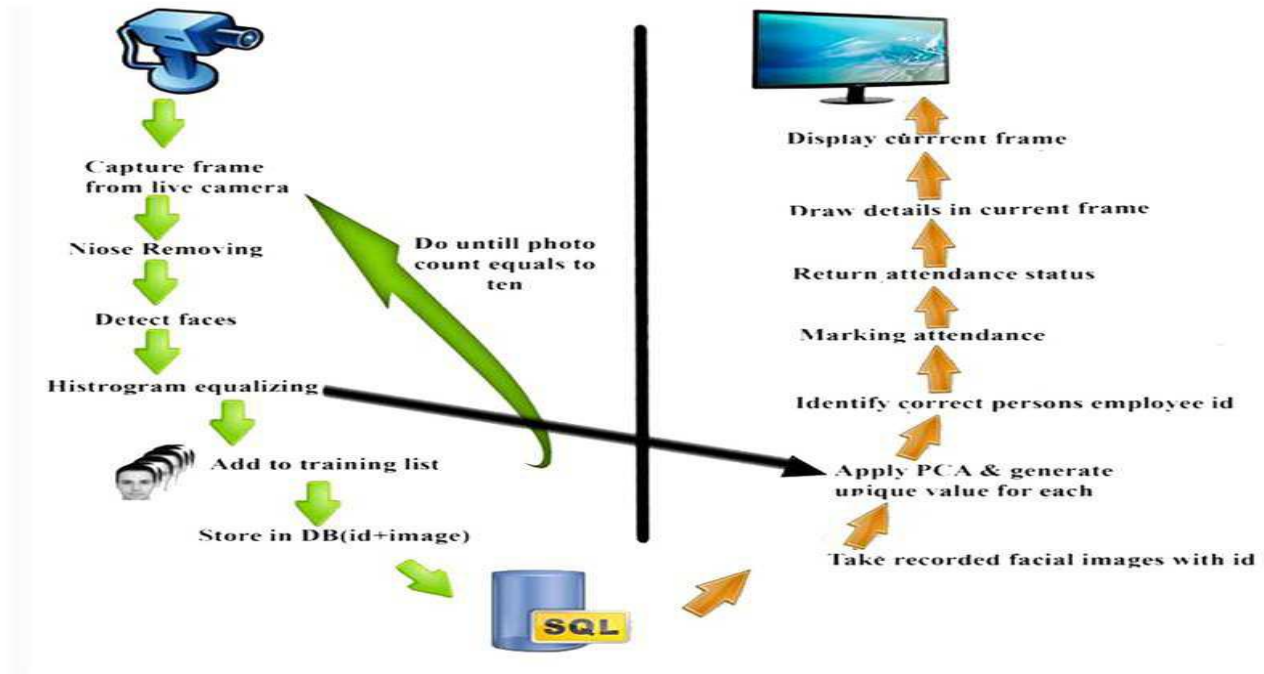 Capture frame
from live camera
Niose Removing
Detect faces
Histrogram equalizing
Add to training list
Store in DB(id+image)
Do untill photo
count equals to
ten
SQL
Display currrent frame
Draw details in current frame
Return attendance status
Marking attendance
Identify correct persons employee id
Apply PCA & generate
unique value for each
Take recorded facial images with id